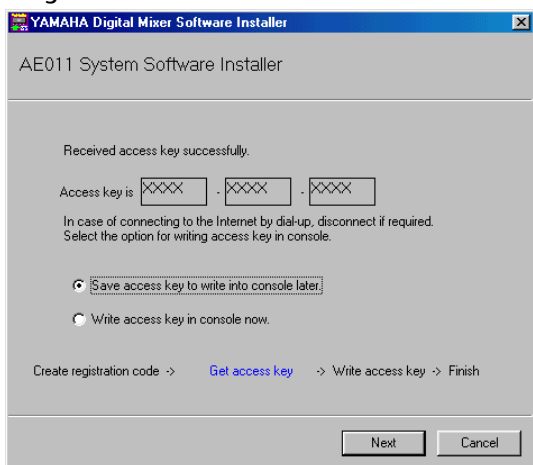 YAMAHA Digital Mixer Software Installer
AE011 System Software Installer
Received access key successfully.
Access key is XXXX - XXXX - XXXX
In case of connecting to the Internet by dial-up, disconnect if required.
Select the option for writing access key in console.
Save access key to write into console later.
Write access key in console now.
Create registration code -> Get access key -> Write access key -> Finish
Next Cancel